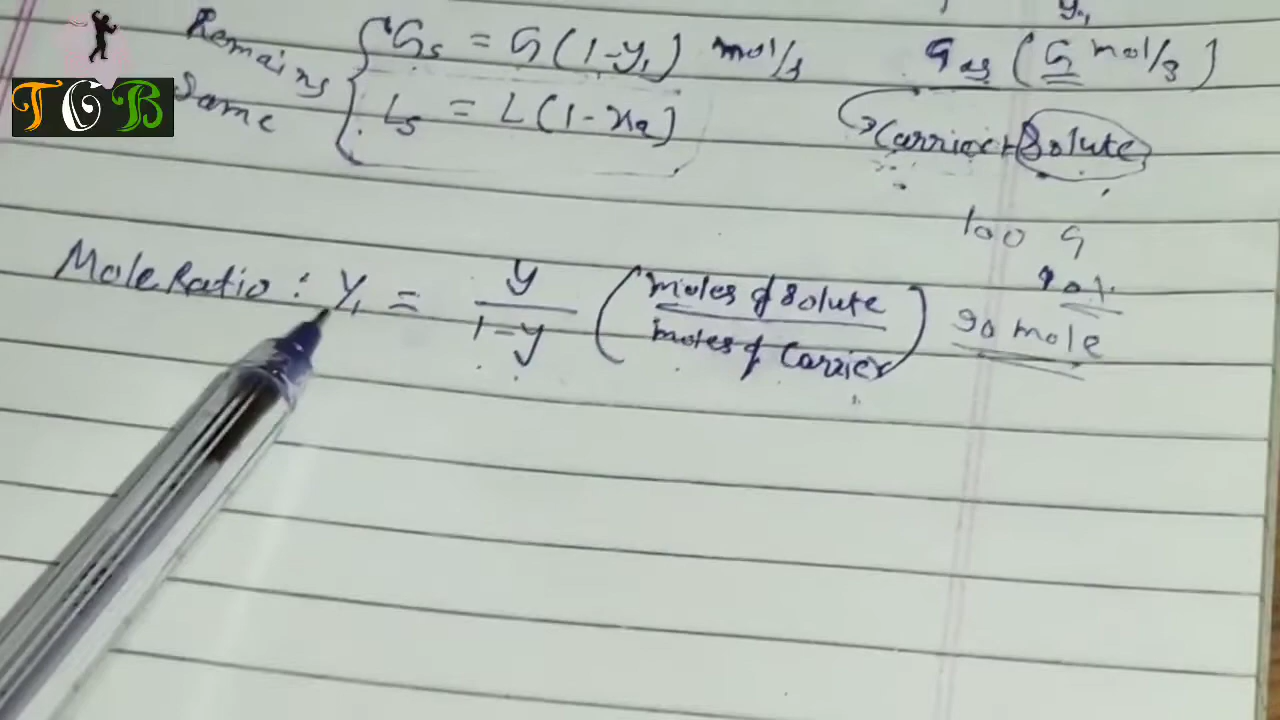 y₁
Remains Same { Gs = G(1-y₁) mol/s
Ls = L(1-x₂)
Gas (G mol/s)
Carrier + Solute
100 G
90 mole
Mole Ratio : Y₁ = y / 1-y (moles of solute / moles of Carrier)
TCB